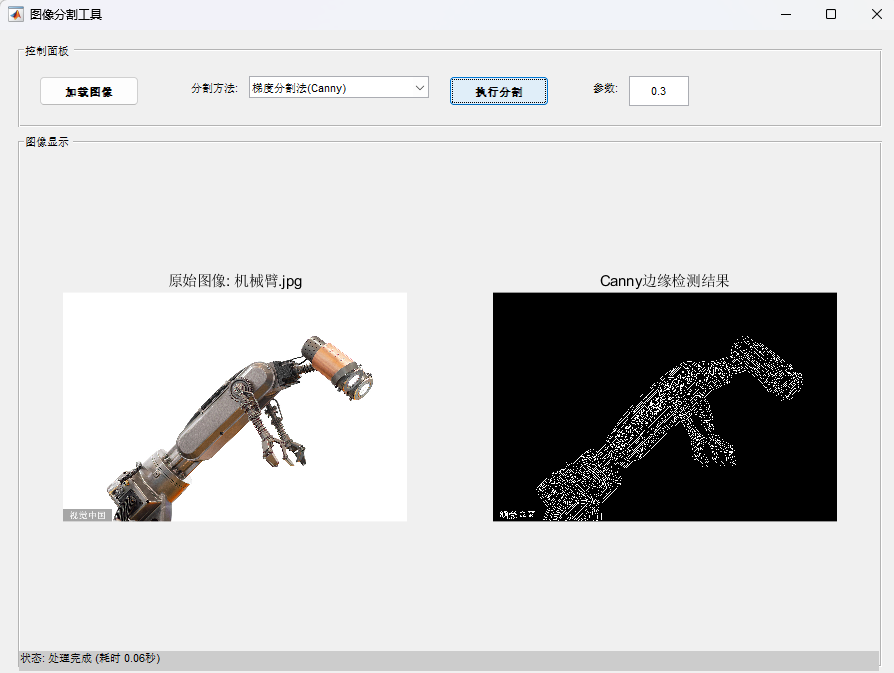 图像分割工具
控制面板
加载图像
分割方法:
梯度分割法(Canny)
执行分割
参数:
0.3
图像显示
原始图像: 机械臂.jpg
Canny边缘检测结果
视觉中国
状态: 处理完成 (耗时 0.06秒)